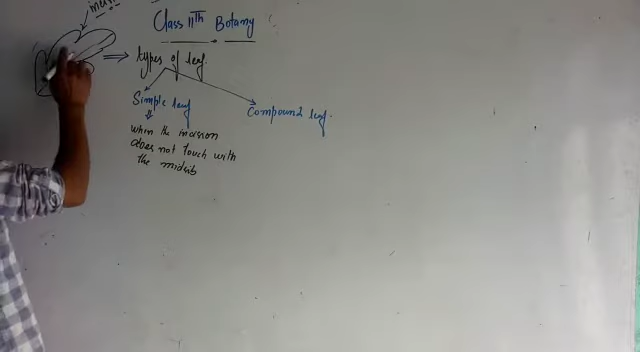 Class 11th Botany
types of leaf
Simple leaf
Compound leaf.
when the incision
does not touch with
the midrib